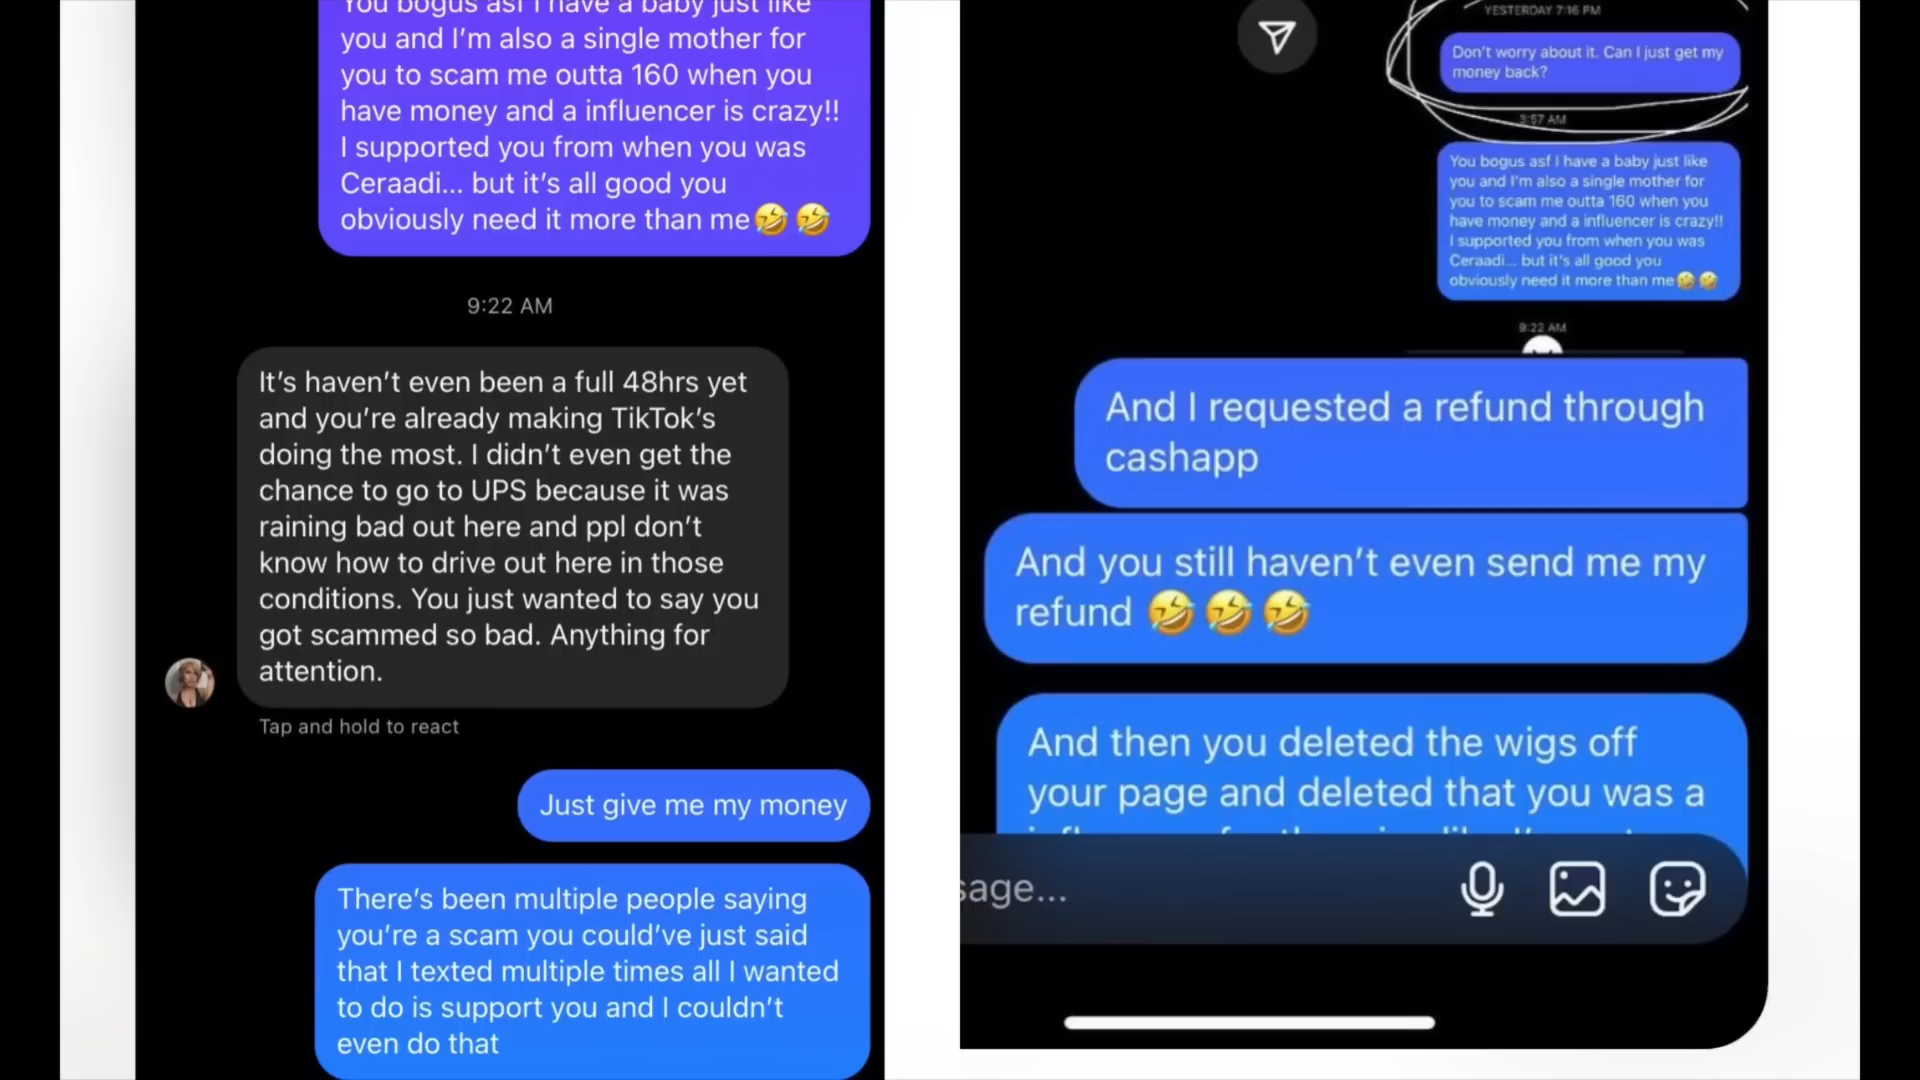 You bogus asf I have a baby just like
you and I'm also a single mother for
you to scam me outta 160 when you
have money and a influencer is crazy!!
I supported you from when you was
Ceraadi... but it's all good you
obviously need it more than me🤣🤣
9:22 AM
It's haven't even been a full 48hrs yet
and you're already making TikTok's
doing the most. I didn't even get the
chance to go to UPS because it was
raining bad out here and ppl don't
know how to drive out here in those
conditions. You just wanted to say you
got scammed so bad. Anything for
attention.
Tap and hold to react
Just give me my money
There's been multiple people saying
you're a scam you could've just said
that I texted multiple times all I wanted
to do is support you and I couldn't
even do that
YESTERDAY 7:16 PM
Don't worry about it. Can I just get my
money back?
3:57 AM
You bogus asf I have a baby just like
you and I'm also a single mother for
you to scam me outta 160 when you
have money and a influencer is crazy!!
I supported you from when you was
Ceraadi... but it's all good you
obviously need it more than me🤣🤣
9:22 AM
And I requested a refund through
cashapp
And you still haven't even send me my
refund 🤣🤣🤣
And then you deleted the wigs off
your page and deleted that you was a
sage...